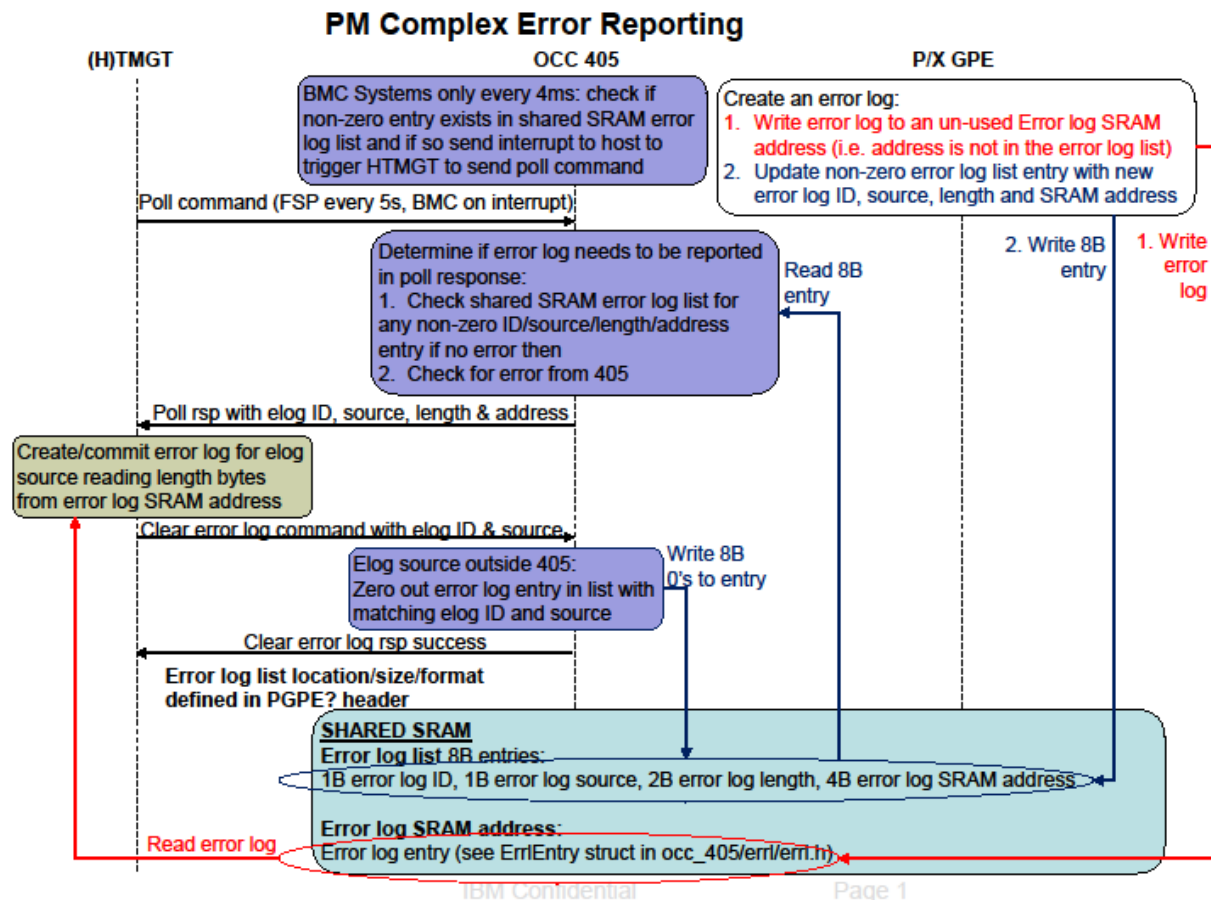 PM Complex Error Reporting
(H)TMGT
OCC 405
P/X GPE
BMC Systems only every 4ms: check if
non-zero entry exists in shared SRAM error
log list and if so send interrupt to host to
trigger HTMGT to send poll command
Create an error log:
1. Write error log to an un-used Error log SRAM
address (i.e. address is not in the error log list)
2. Update non-zero error log list entry with new
error log ID, source, length and SRAM address
Poll command (FSP every 5s, BMC on interrupt)
2. Write 8B
entry
1. Write
error
log
Determine if error log needs to be reported
in poll response:
1. Check shared SRAM error log list for
any non-zero ID/source/length/address
entry if no error then
2. Check for error from 405
Read 8B
entry
Poll rsp with elog ID, source, length & address
Create/commit error log for elog
source reading length bytes
from error log SRAM address
Clear error log command with elog ID & source
Elog source outside 405:
Zero out error log entry in list with
matching elog ID and source
Write 8B
0's to entry
Clear error log rsp success
Error log list location/size/format
defined in PGPE? header
SHARED SRAM
Error log list 8B entries:
1B error log ID, 1B error log source, 2B error log length, 4B error log SRAM address
Error log SRAM address:
Error log entry (see ErrlEntry struct in occ_405/errl/errl.h)
Read error log
IBM Confidential
Page 1